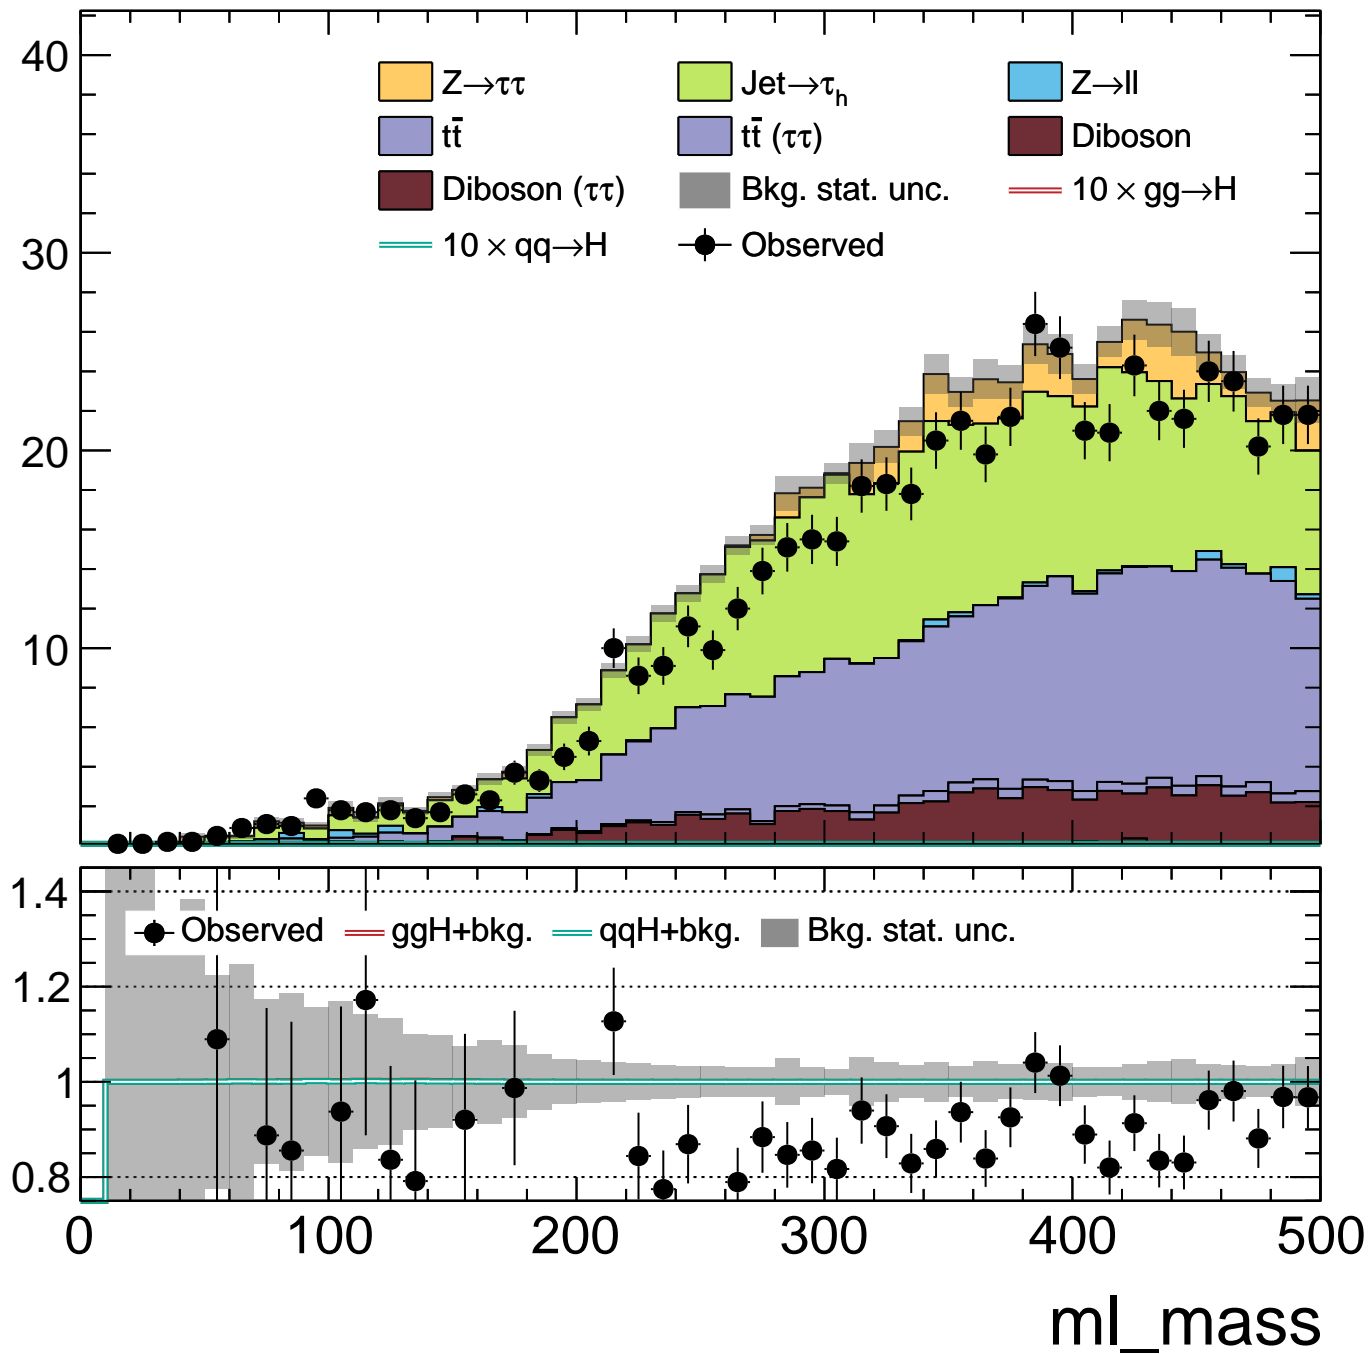 40
30
20
10
Z→ττ Jet→τh Z→ll
tt̄ tt̄ (ττ) Diboson
Diboson (ττ) Bkg. stat. unc. 10 × gg→H
10 × qq→H Observed
1.4
1.2
1
0.8
Observed ggH+bkg. qqH+bkg. Bkg. stat. unc.
0 100 200 300 400 500
ml_mass